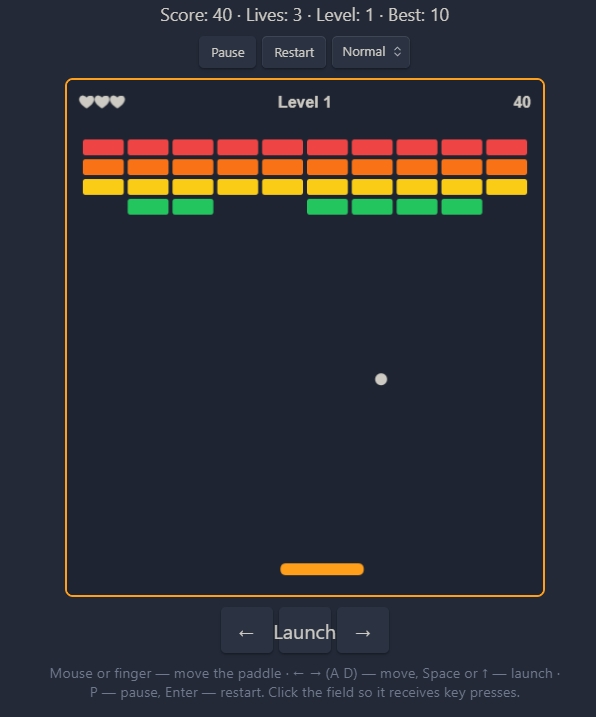 Score: 40 · Lives: 3 · Level: 1 · Best: 10
Pause Restart Normal
Level 1 40
← Launch →
Mouse or finger — move the paddle · ← → (A D) — move, Space or ↑ — launch ·
P — pause, Enter — restart. Click the field so it receives key presses.